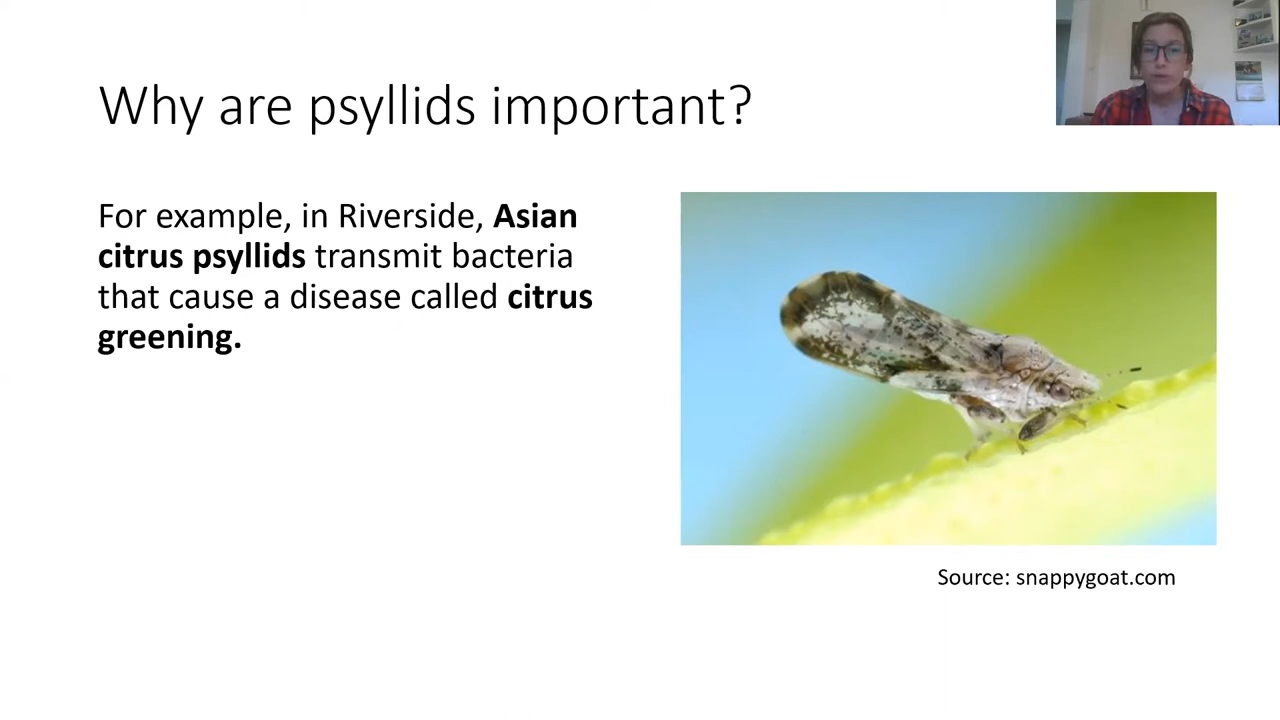 Why are psyllids important?
For example, in Riverside, Asian
citrus psyllids transmit bacteria
that cause a disease called citrus
greening.
Source: snappygoat.com